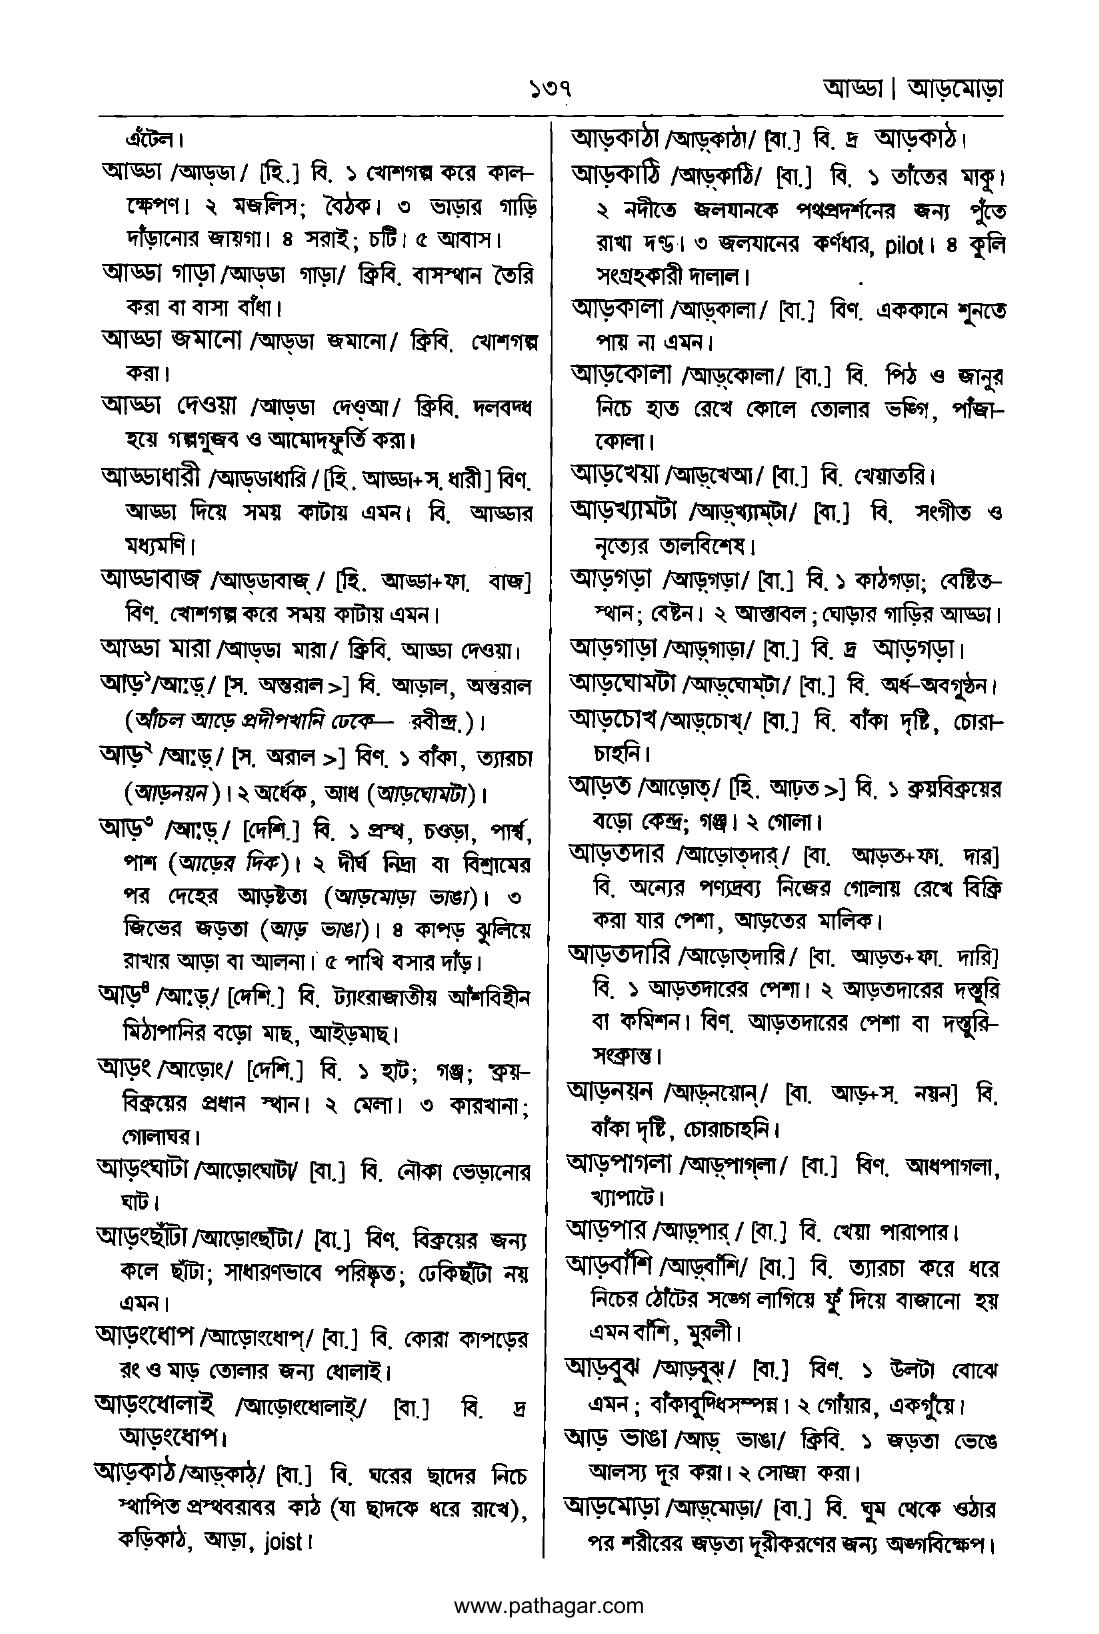 ১৩৭
আড্ডা | আড়মোড়া
এঁটেল।
আড্ডা /আড্‌ডা/ [হি.] বি. ১ খোশগল্প করে কাল-
ক্ষেপণ। ২ মজলিস; বৈঠক। ৩ ভাড়ার গাড়ি
দাঁড়ানোর জায়গা। ৪ সরাই; চটি। ৫ আবাস।
আড্ডা গাড়া /আড্‌ডা গাড়া/ ক্রিবি. বাসস্থান তৈরি
করা বা বাসা বাঁধা।
আড্ডা জমানো /আড্‌ডা জমানো/ ক্রিবি. খোশগল্প
করা।
আড্ডা দেওয়া /আড্‌ডা দেও্আ/ ক্রিবি. দলবদ্ধ
হয়ে গল্পগুজব ও আমোদফুর্তি করা।
আড্ডাধারী /আড্‌ডাধারি/ [হি. আড্ডা+স. ধারী] বিণ.
আড্ডা দিয়ে সময় কাটায় এমন। বি. আড্ডার
মধ্যমণি।
আড্ডাবাজ /আড্‌ডাবাজ্/ [হি. আড্ডা+ফা. বাজ]
বিণ. খোশগল্প করে সময় কাটায় এমন।
আড্ডা মারা /আড্‌ডা মারা/ ক্রিবি. আড্ডা দেওয়া।
আড়১/আ:ড়্/ [স. অন্তরাল >] বি. আড়াল, অন্তরাল
(আঁচল আড়ে প্রদীপখানি ঢেকে— রবীন্দ্র.)।
আড়২ /আ:ড়্/ [স. অরাল >] বিণ. ১ বাঁকা, ত্যারচা
(আড়নয়ন)। ২ অর্ধেক, আধ (আড়ঘোমটা)।
আড়৩ /আ:ড়্/ [দেশি.] বি. ১ প্রস্থ, চওড়া, পার্শ্ব,
পাশ (আড়ের দিক)। ২ দীর্ঘ নিদ্রা বা বিশ্রামের
পর দেহের আড়ষ্টতা (আড়মোড়া ভাঙা)। ৩
জিভের জড়তা (আড় ভাঙা)। ৪ কাপড় ঝুলিয়ে
রাখার আড়া বা আলনা। ৫ পাখি বসার দাঁড়।
আড়৪ /আ:ড়্/ [দেশি.] বি. ট্যাংরাজাতীয় আঁশবিহীন
মিঠাপানির বড়ো মাছ, আইড়মাছ।
আড়ং /আড়োং/ [দেশি.] বি. ১ হাট; গঞ্জ; ক্রয়-
বিক্রয়ের প্রধান স্থান। ২ মেলা। ৩ কারখানা;
গোলাঘর।
আড়ংঘাটা /আড়োংঘাটা/ [বা.] বি. নৌকা ভেড়ানোর
ঘাট।
আড়ংছাঁটা /আড়োংছাঁটা/ [বা.] বিণ. বিক্রয়ের জন্য
কলে ছাঁটা; সাধারণভাবে পরিষ্কৃত; ঢেকিছাঁটা নয়
এমন।
আড়ংধোপ /আড়োংধোপ্/ [বা.] বি. কোরা কাপড়ের
রং ও মাড় তোলার জন্য ধোলাই।
আড়ংধোলাই /আড়োংধোলাই্/ [বা.] বি. দ্র
আড়ংধোপ।
আড়কাঠ /আড়্কাঠ্/ [বা.] বি. ঘরের ছাদের নিচে
স্থাপিত প্রস্থবরাবর কাঠ (যা ছাদকে ধরে রাখে),
কড়িকাঠ, আড়া, joist।
আড়কাঠা /আড়্কাঠা/ [বা.] বি. দ্র আড়কাঠ।
আড়কাঠি /আড়্কাঠি/ [বা.] বি. ১ তাঁতের মাকু।
২ নদীতে জলযানকে পথপ্রদর্শনের জন্য পুঁতে
রাখা দণ্ড। ৩ জলযানের কর্ণধার, pilot। ৪ কুলি
সংগ্রহকারী দালাল।
আড়কালা /আড়্কালা/ [বা.] বিণ. এককানে শুনতে
পায় না এমন।
আড়কোলা /আড়্কোলা/ [বা.] বি. পিঠ ও জানুর
নিচে হাত রেখে কোলে তোলার ভঙ্গি, পাঁজা-
কোলা।
আড়খেয়া /আড়্খেআ/ [বা.] বি. খেয়াতরি।
আড়খ্যামটা /আড়্খ্যাম্টা/ [বা.] বি. সংগীত ও
নৃত্যের তালবিশেষ।
আড়গড়া /আড়্গড়া/ [বা.] বি. ১ কাঠগড়া; বেষ্টিত-
স্থান; বেষ্টন। ২ আস্তাবল; ঘোড়ার গাড়ির আড্ডা।
আড়গাড়া /আড়্গাড়া/ [বা.] বি. দ্র আড়গড়া।
আড়ঘোমটা /আড়্ঘোম্টা/ [বা.] বি. অর্ধ-অবগুণ্ঠন।
আড়চোখ /আড়্চোখ্/ [বা.] বি. বাঁকা দৃষ্টি, চোরা-
চাহনি।
আড়ত /আড়োত্/ [হি. আঢ়ত >] বি. ১ ক্রয়বিক্রয়ের
বড়ো কেন্দ্র; গঞ্জ। ২ গোলা।
আড়তদার /আড়োত্দার্/ [বা. আড়ত+ফা. দার]
বি. অন্যের পণ্যদ্রব্য নিজের গোলায় রেখে বিক্রি
করা যার পেশা, আড়তের মালিক।
আড়তদারি /আড়োত্দারি/ [বা. আড়ত+ফা. দারি]
বি. ১ আড়তদারের পেশা। ২ আড়তদারের দস্তুরি
বা কমিশন। বিণ. আড়তদারের পেশা বা দস্তুরি-
সংক্রান্ত।
আড়নয়ন /আড়্নয়োন্/ [বা. আড়+স. নয়ন] বি.
বাঁকা দৃষ্টি, চোরাচাহনি।
আড়পাগলা /আড়্পাগ্‌লা/ [বা.] বিণ. আধপাগলা,
খ্যাপাটে।
আড়পার /আড়্পার্/ [বা.] বি. খেয়া পারাপার।
আড়বাঁশি /আড়্বাঁশি/ [বা.] বি. ত্যারচা করে ধরে
নিচের ঠোঁটের সঙ্গে লাগিয়ে ফুঁ দিয়ে বাজানো হয়
এমন বাঁশি, মুরলী।
আড়বুঝ /আড়্বুঝ্/ [বা.] বিণ. ১ উলটা বোঝে
এমন; বাঁকাবুদ্ধিসম্পন্ন। ২ গোঁয়ার, একগুঁয়ে।
আড় ভাঙা /আড়্ ভাঙা/ ক্রিবি. ১ জড়তা ভেঙে
আলস্য দূর করা। ২ সোজা করা।
আড়মোড়া /আড়্মোড়া/ [বা.] বি. ঘুম থেকে ওঠার
পর শরীরের জড়তা দূরীকরণের জন্য অঙ্গবিক্ষেপ।
www.pathagar.com